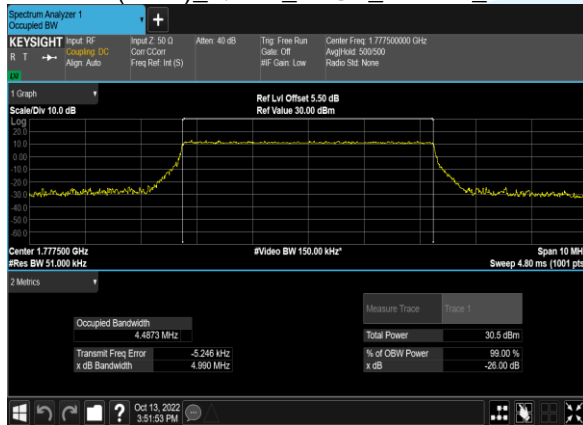 Spectrum Analyzer 1
Occupied BW
+
KEYSIGHT Input: RF Input Z: 50 Ω Atten: 40 dB Trig: Free Run Center Freq: 1.777500000 GHz
R T Coupling: DC Corr CCorr Gate: Off Avg|Hold: 500/500
Align: Auto Freq Ref: Int (S) #IF Gain: Low Radio Std: None
1 Graph
Scale/Div 10.0 dB Ref Lvl Offset 5.50 dB
Ref Value 30.00 dBm
Log
20.0
10.0
0.00
-10.0
-20.0
-30.0
-40.0
-50.0
-60.0
Center 1.777500 GHz #Video BW 150.00 kHz* Span 10 MH
#Res BW 51.000 kHz Sweep 4.80 ms (1001 pts
2 Metrics
Measure Trace Trace 1
Occupied Bandwidth
4.4873 MHz Total Power 30.5 dBm
Transmit Freq Error -5.246 kHz % of OBW Power 99.00 %
x dB Bandwidth 4.990 MHz x dB -26.00 dB
? Oct 13, 2022
3:51:53 PM